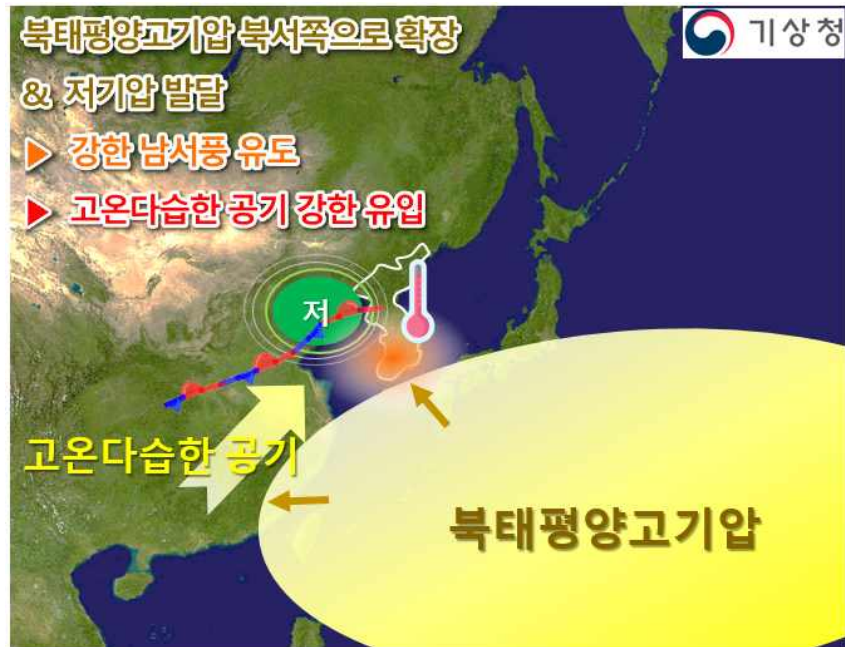 북태평양고기압 북서쪽으로 확장
& 저기압 발달
▶ 강한 남서풍 유도
▶ 고온다습한 공기 강한 유입
기상청
저
고온다습한 공기
북태평양고기압